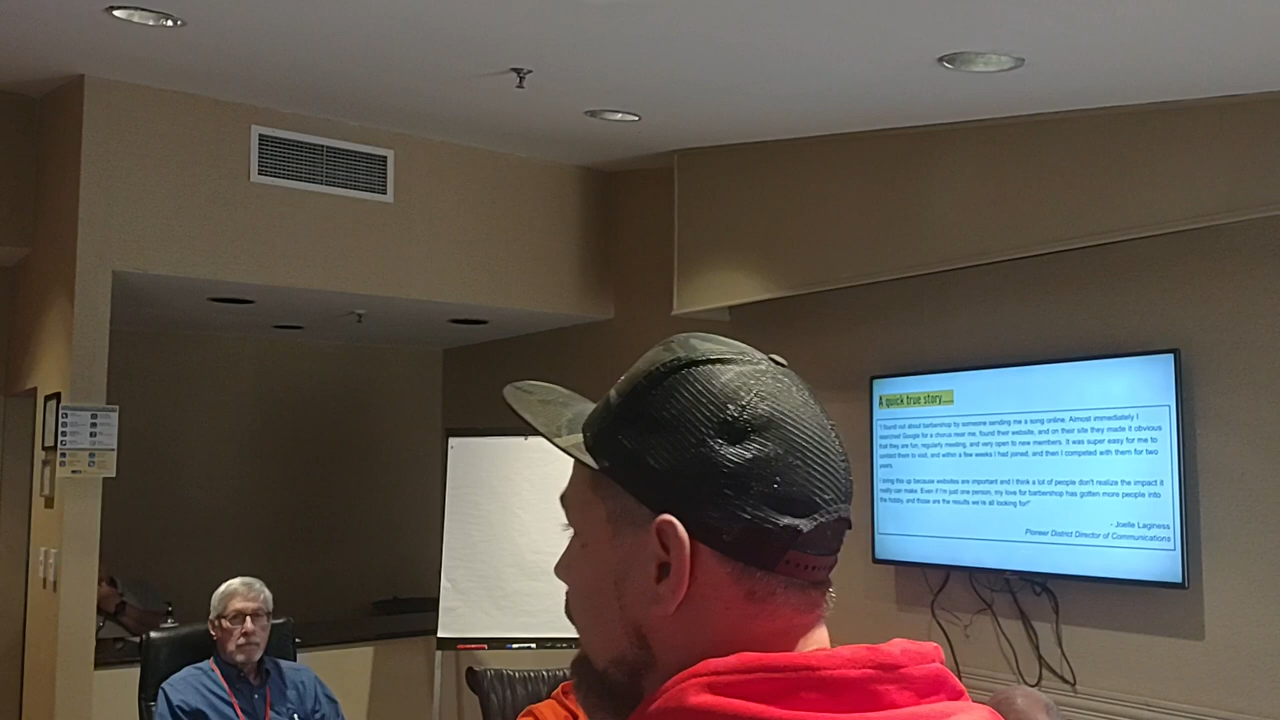 A quick true story.....
"I found out about barbershop by someone sending me a song online. Almost immediately I
searched Google for a chorus near me, found their website, and on their site they made it obvious
that they are fun, regularly meeting, and very open to new members. It was super easy for me to
contact them to visit, and within a few weeks I had joined, and then I competed with them for two
years.
I bring this up because websites are important and I think a lot of people don't realize the impact it
really can make. Even if I'm just one person, my love for barbershop has gotten more people into
the hobby, and those are the results we're all looking for!"
- Joelle Laginess
Pioneer District Director of Communications